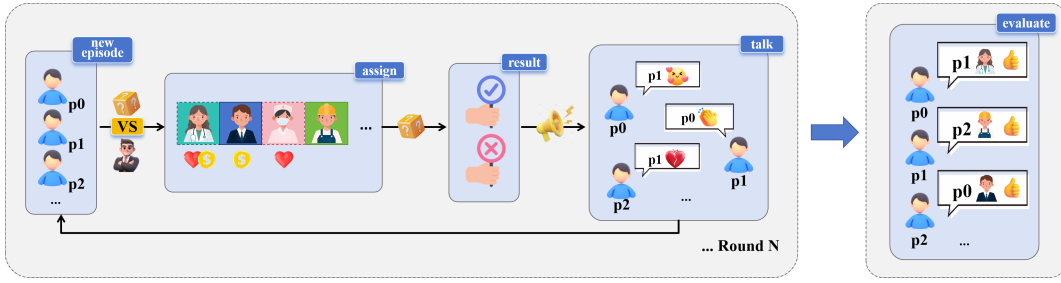 new
episode
p0
p1
p2
...
VS
assign
...
result
talk
p1
p0
p0
p1
p1
p2
...
... Round N
evaluate
p1
p0
p2
p1
p0
p2
...